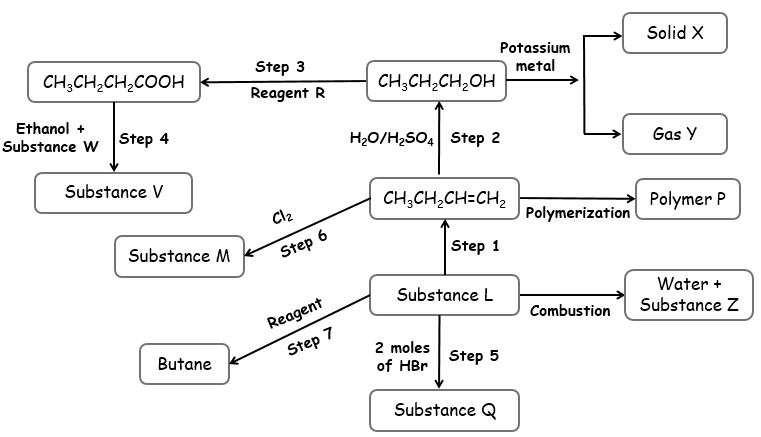 Solid X
Potassium
metal
Step 3
CH₃CH₂CH₂COOH
CH₃CH₂CH₂OH
Reagent R
Ethanol +
Substance W
Step 4
H₂O/H₂SO₄
Step 2
Gas Y
Substance V
CH₃CH₂CH=CH₂
Polymer P
Polymerization
Cl₂
Step 6
Substance M
Step 1
Substance L
Water +
Substance Z
Combustion
Reagent
Step 7
2 moles
of HBr
Step 5
Butane
Substance Q